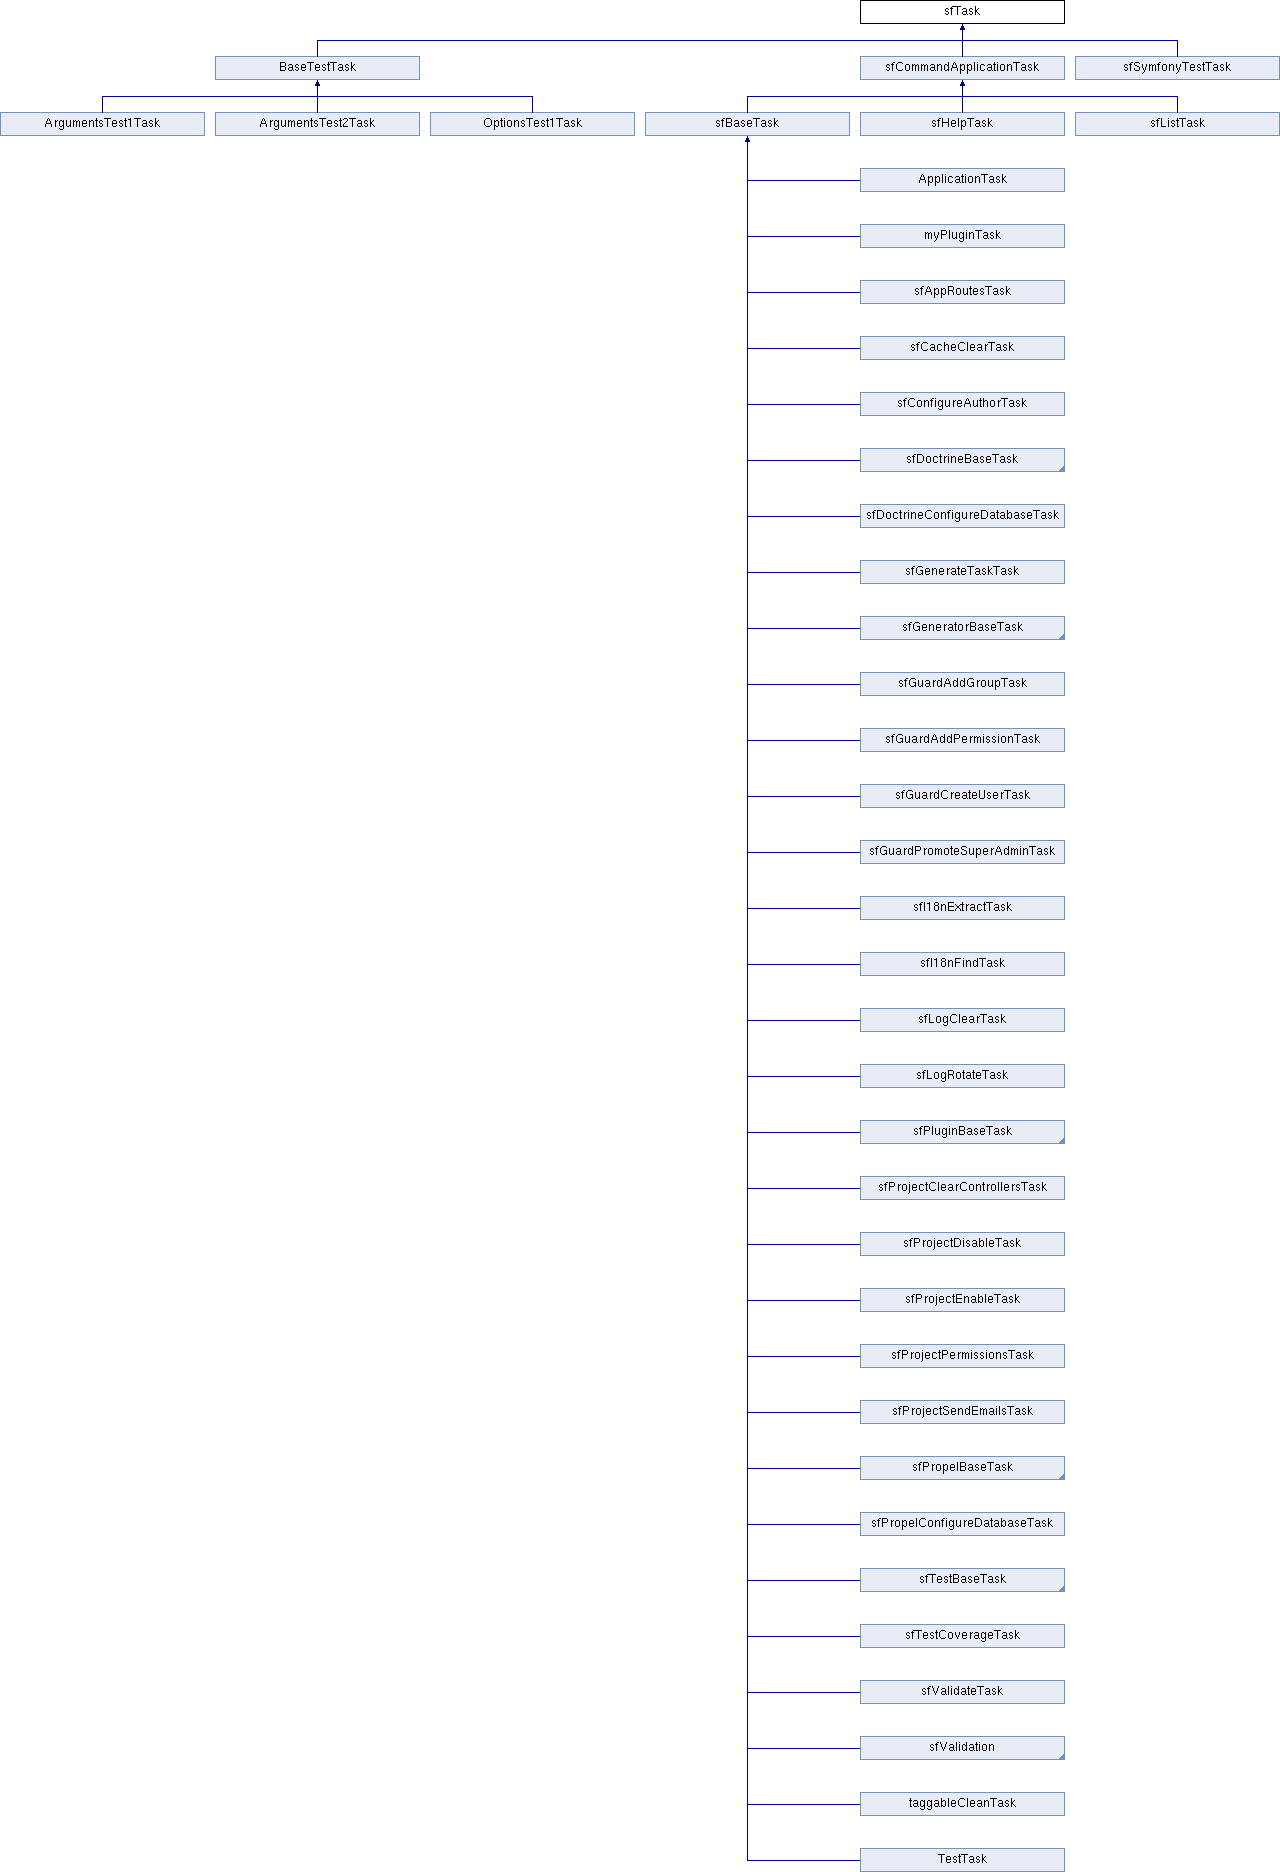 sfTask
BaseTestTask
sfCommandApplicationTask
sfSymfonyTestTask
ArgumentsTest1Task
ArgumentsTest2Task
OptionsTest1Task
sfBaseTask
sfHelpTask
sfListTask
ApplicationTask
myPluginTask
sfAppRoutesTask
sfCacheClearTask
sfConfigureAuthorTask
sfDoctrineBaseTask
sfDoctrineConfigureDatabaseTask
sfGenerateTaskTask
sfGeneratorBaseTask
sfGuardAddGroupTask
sfGuardAddPermissionTask
sfGuardCreateUserTask
sfGuardPromoteSuperAdminTask
sfI18nExtractTask
sfI18nFindTask
sfLogClearTask
sfLogRotateTask
sfPluginBaseTask
sfProjectClearControllersTask
sfProjectDisableTask
sfProjectEnableTask
sfProjectPermissionsTask
sfProjectSendEmailsTask
sfPropelBaseTask
sfPropelConfigureDatabaseTask
sfTestBaseTask
sfTestCoverageTask
sfValidateTask
sfValidation
taggableCleanTask
TestTask